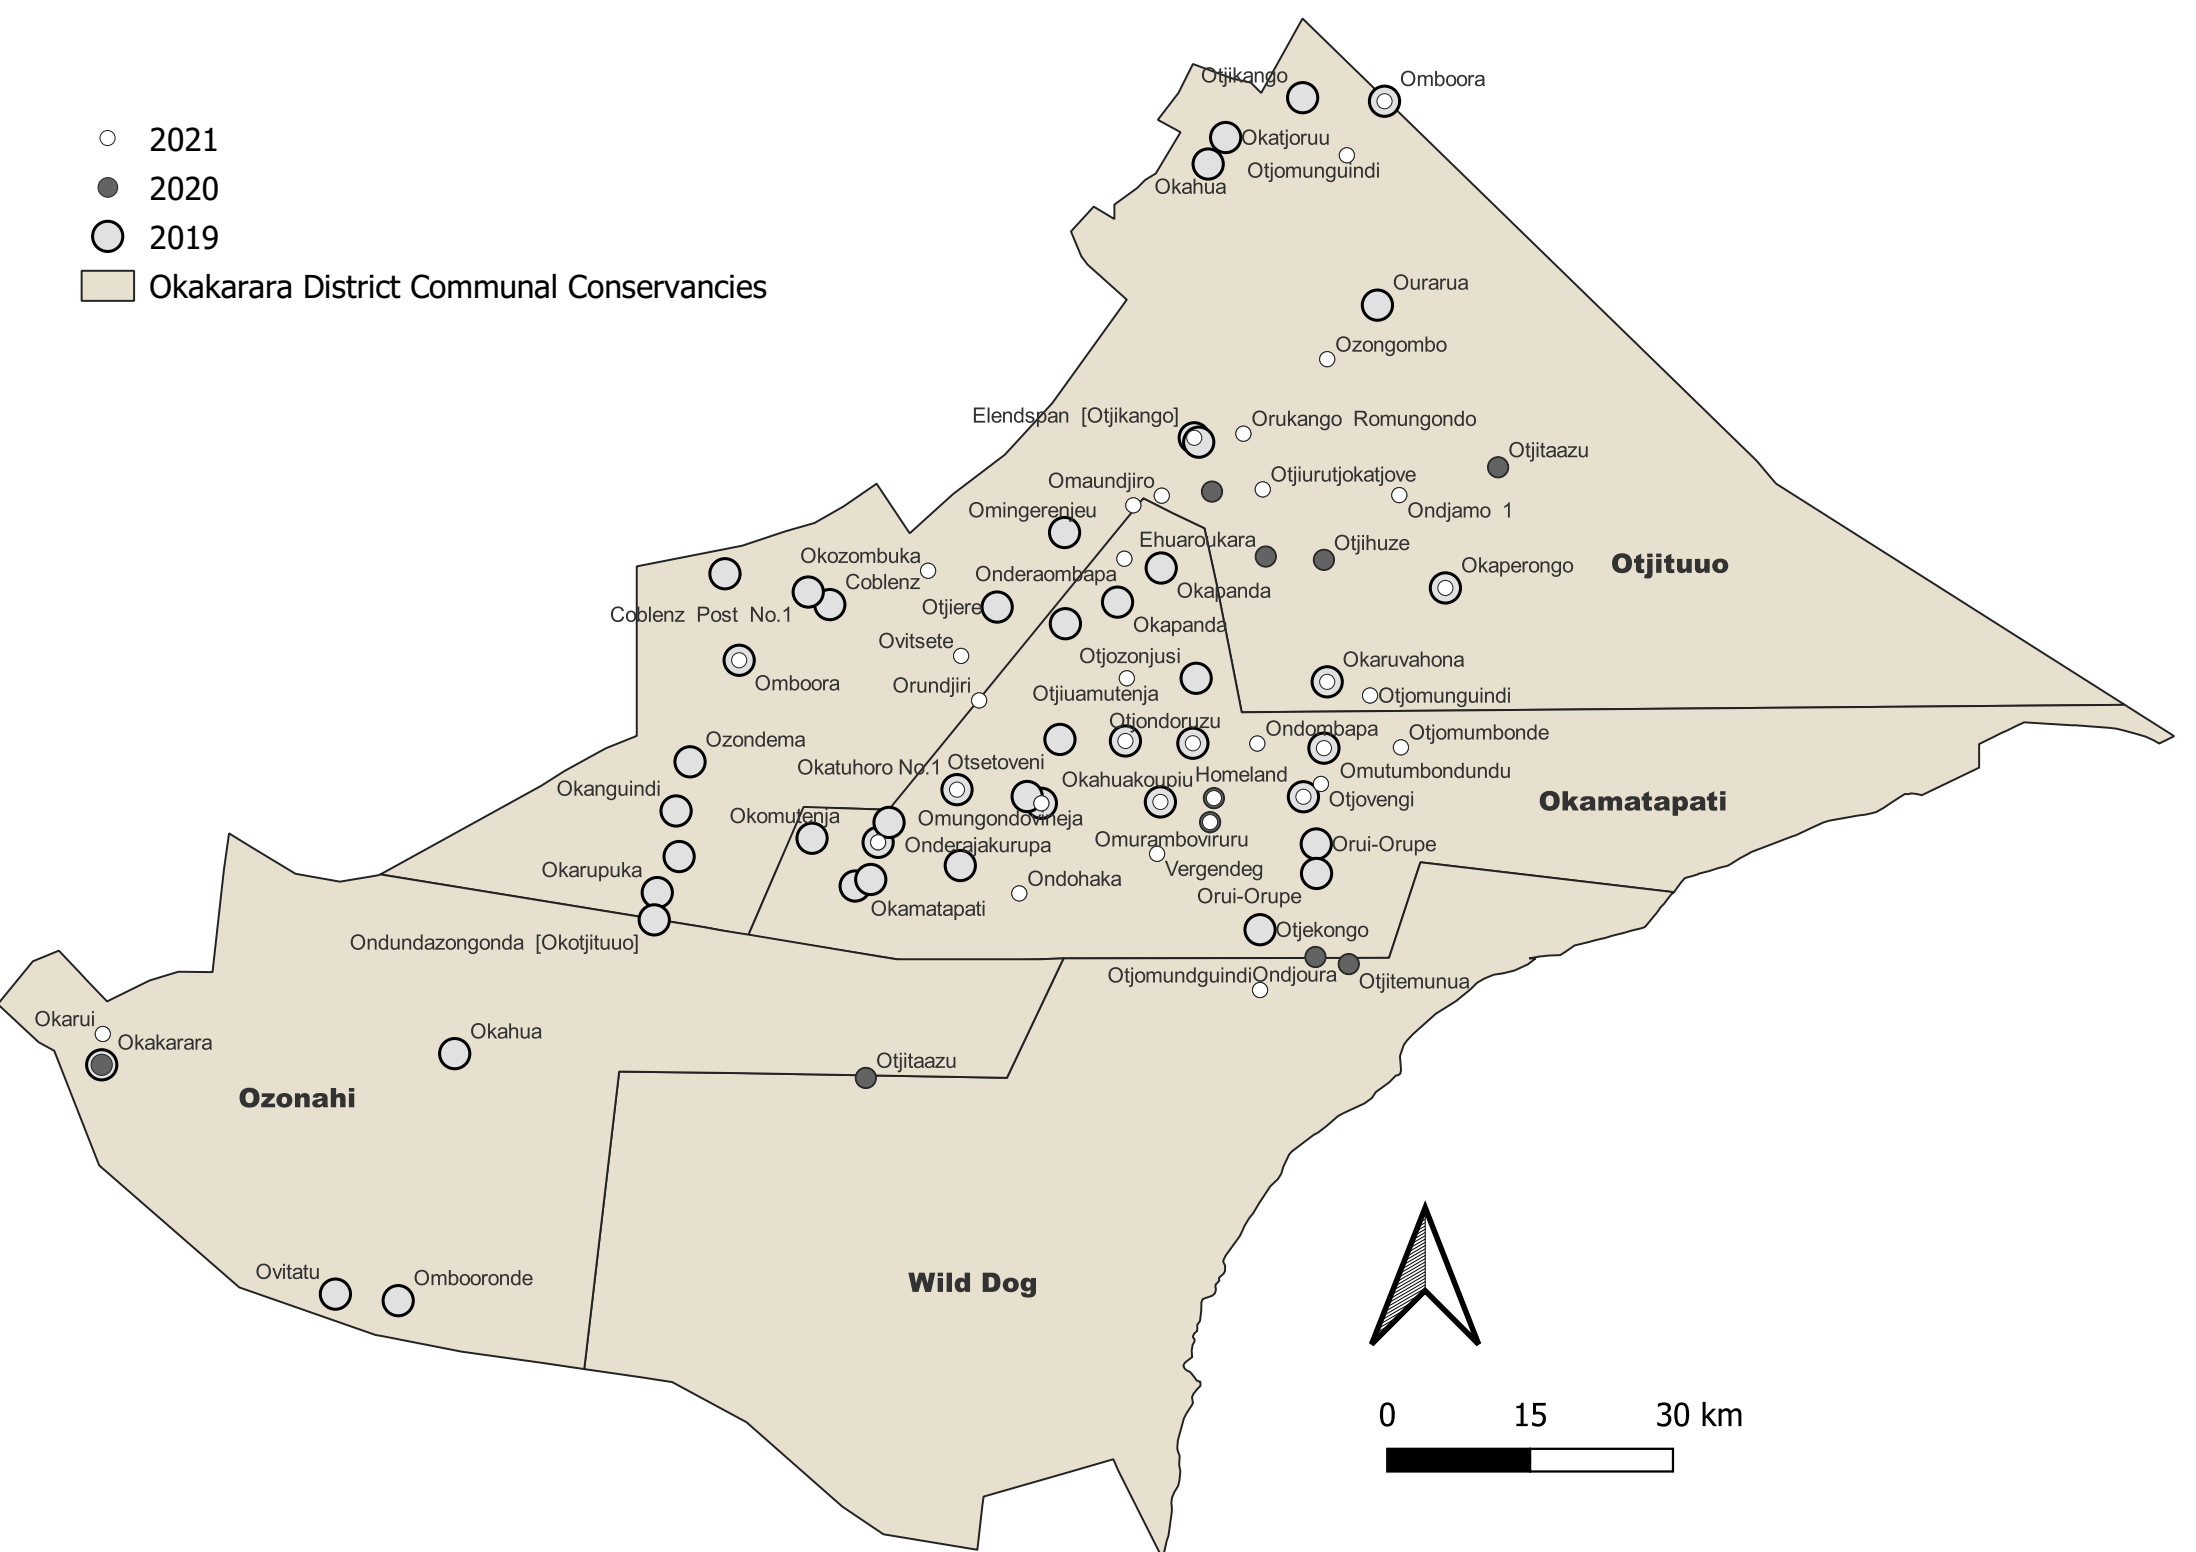 Otjikango
Omboora
2021
Okatjoruu
Otjomunguindi
Okahua
2020
2019
Okakarara District Communal Conservancies
Ourarua
Ozongombo
Elendspan [Otjikango]
Orukango Romungondo
Otjitaazu
Omaundjiro
Otjiurutjokatjove
Omingerenjeu
Ondjamo 1
Ehuaroukara
Otjihuze
Okozombuka
Otjituuo
Okaperongo
Onderaombapa
Coblenz
Okapanda
Otjiere
Coblenz Post No.1
Okapanda
Ovitsete
Otjozonjusi
Okaruvahona
Omboora
Orundjiri
Otjiuamutenja
Otjomunguindi
Otjondoruzu
Ondombapa
Otjomumbonde
Ozondema
Otsetoveni
Okatuhoro No.1
Okahuakoupiu
Homeland
Omutumbondundu
Okanguindi
Otjovengi
Okamatapati
Okomutenja
Omungondovineja
Omuramboviruru
Onderajakurupa
Orui-Orupe
Okarupuka
Vergendeg
Ondohaka
Orui-Orupe
Okamatapati
Otjekongo
Ondundazongonda [Okotjituuo]
Otjomundguindi
Ondjoura
Otjitemunua
Okarui
Okahua
Okakarara
Otjitaazu
Ozonahi
Ovitatu
Ombooronde
Wild Dog
0 15 30 km